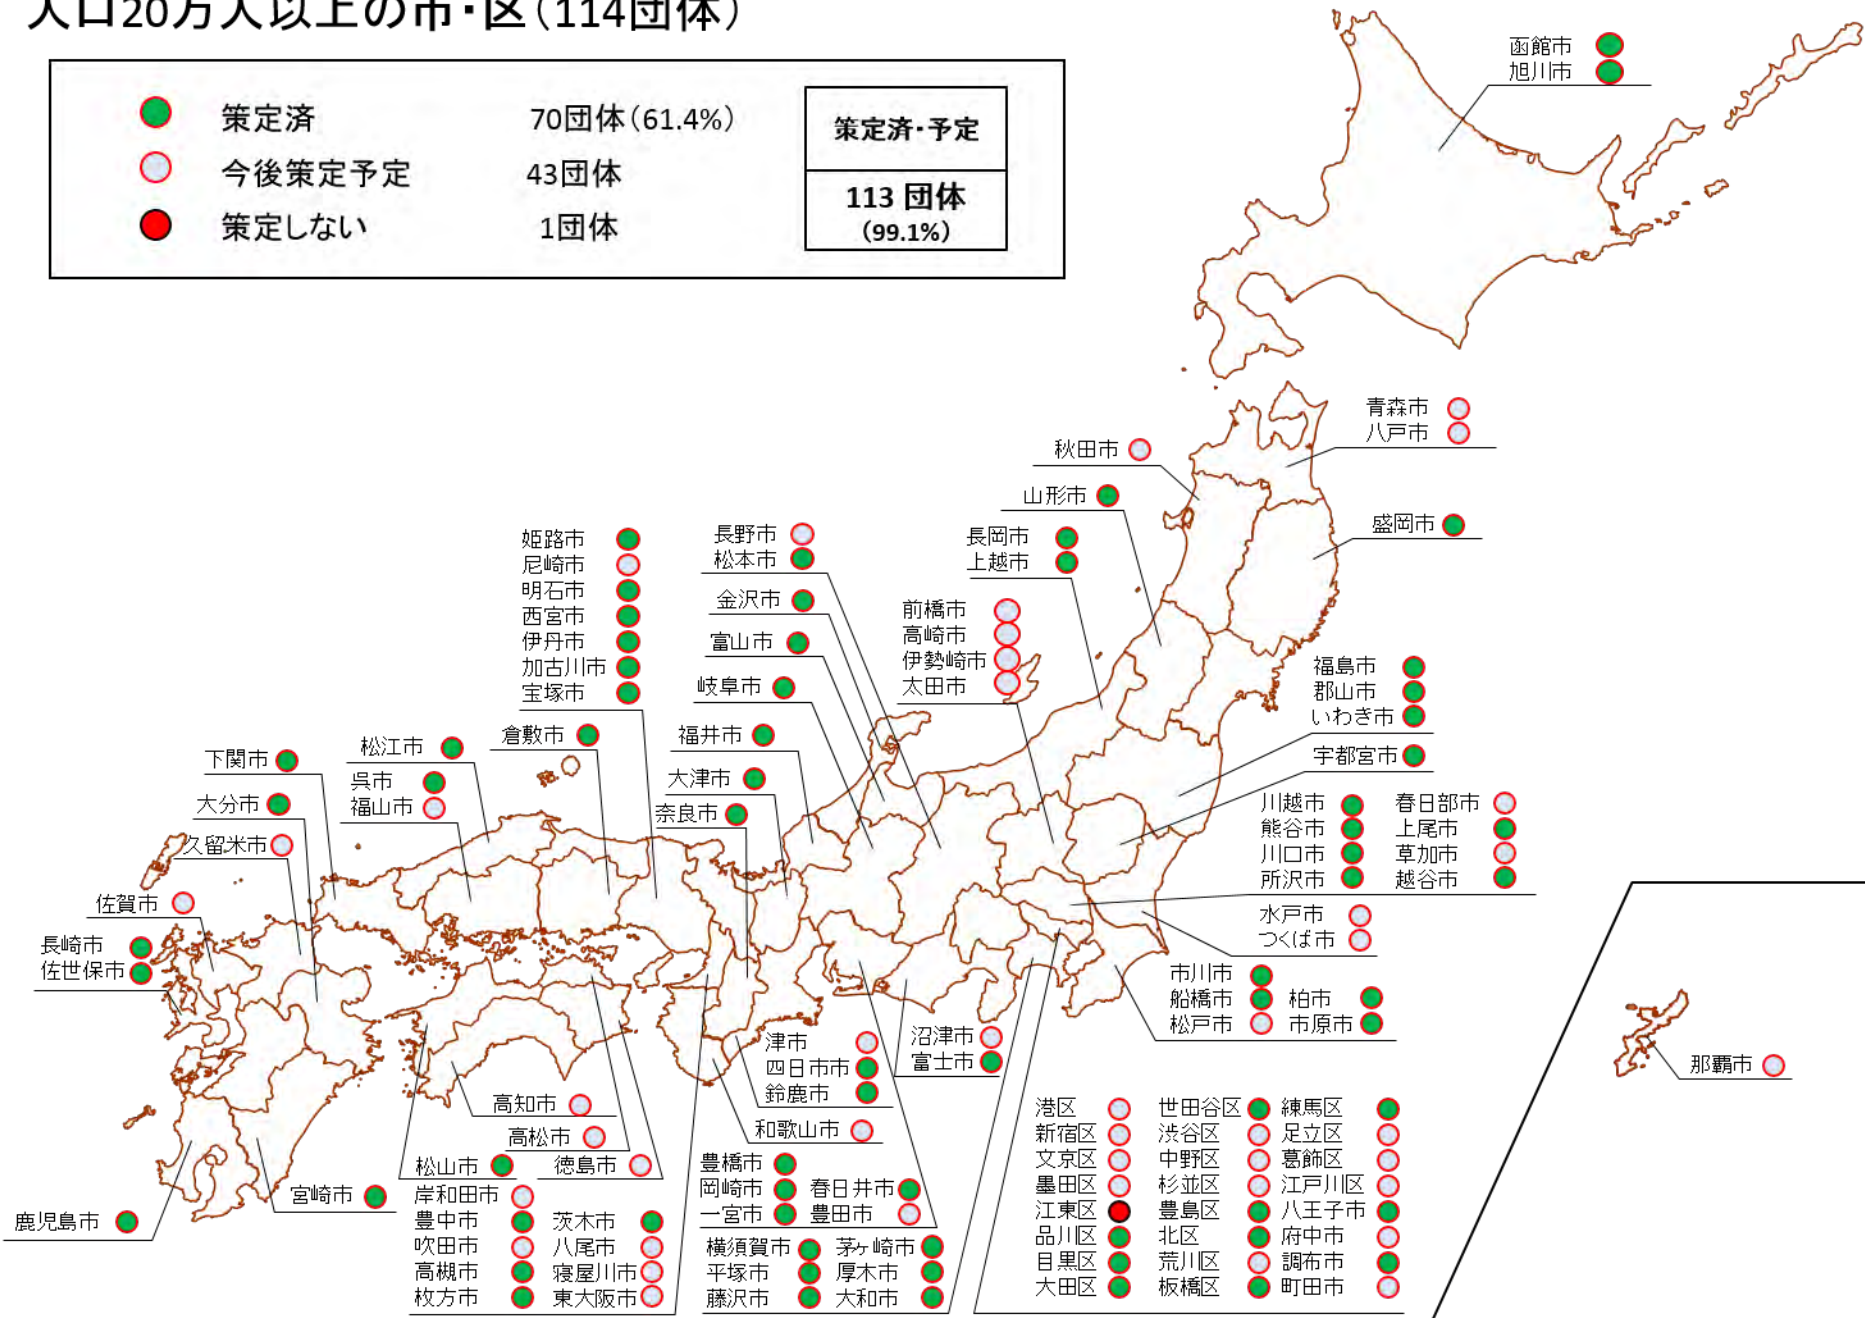 人口20万人以上の市・区（114団体）
策定済 70団体（61.4%）
今後策定予定 43団体
策定しない 1団体
策定済・予定
113 団体
（99.1%）
函館市
旭川市
青森市
八戸市
秋田市
山形市
盛岡市
長岡市
上越市
長野市
松本市
金沢市
富山市
岐阜市
福井市
大津市
奈良市
前橋市
高崎市
伊勢崎市
太田市
姫路市
尼崎市
明石市
西宮市
伊丹市
加古川市
宝塚市
倉敷市
松江市
呉市
福山市
下関市
大分市
久留米市
佐賀市
長崎市
佐世保市
福島市
郡山市
いわき市
宇都宮市
川越市 春日部市
熊谷市 上尾市
川口市 草加市
所沢市 越谷市
水戸市
つくば市
市川市
船橋市 柏市
松戸市 市原市
那覇市
津市
四日市市
鈴鹿市
沼津市
富士市
和歌山市
高知市
高松市
松山市
徳島市
宮崎市
鹿児島市
岸和田市
豊中市 茨木市
吹田市 八尾市
高槻市 寝屋川市
枚方市 東大阪市
豊橋市
岡崎市 春日井市
一宮市 豊田市
横須賀市 茅ヶ崎市
平塚市 厚木市
藤沢市 大和市
港区 世田谷区 練馬区
新宿区 渋谷区 足立区
文京区 中野区 葛飾区
墨田区 杉並区 江戸川区
江東区 豊島区 八王子市
品川区 北区 府中市
目黒区 荒川区 調布市
大田区 板橋区 町田市